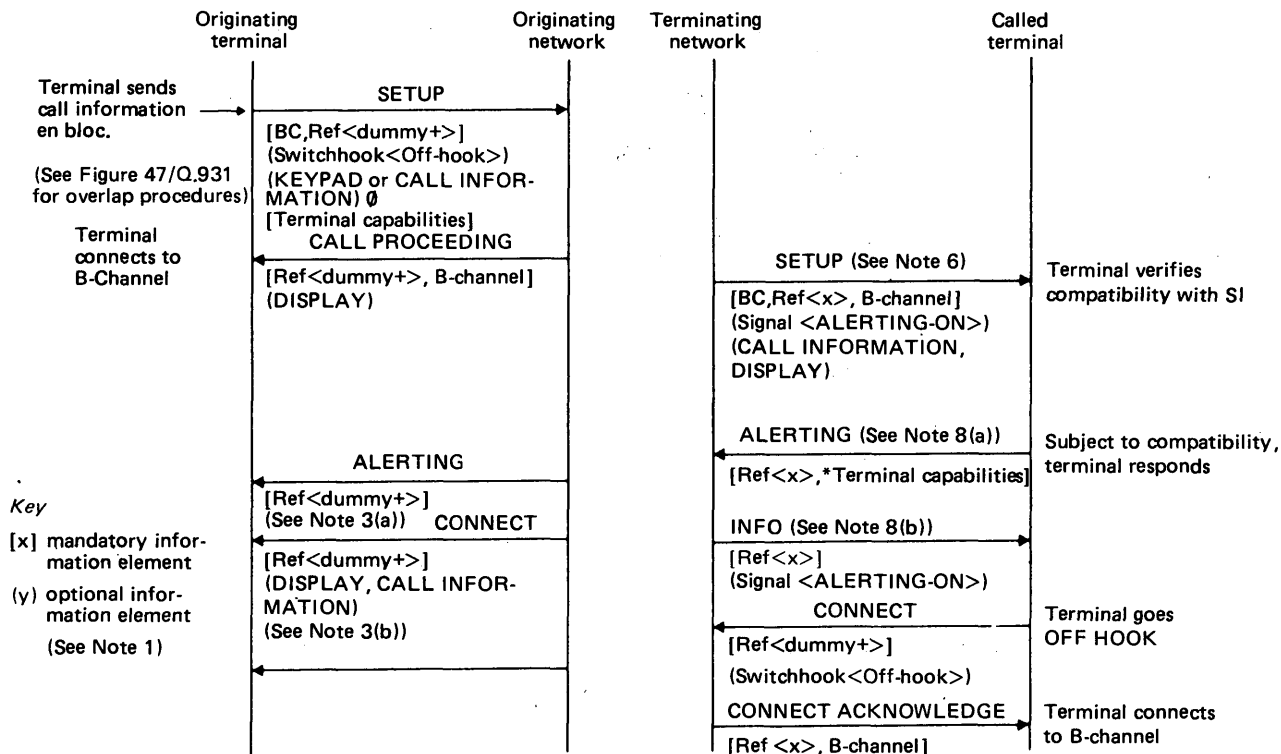 Originating terminal
Originating network
Terminating network
Called terminal
Terminal sends
call information
en bloc.
(See Figure 47/Q.931
for overlap procedures)
Terminal
connects to
B-Channel
SETUP
[BC,Ref<dummy+>]
(Switchhook<Off-hook>)
(KEYPAD or CALL INFOR-
MATION) Ø
[Terminal capabilities]
CALL PROCEEDING
[Ref<dummy+>, B-channel]
(DISPLAY)
SETUP (See Note 6)
[BC,Ref<x>, B-channel]
(Signal <ALERTING-ON>)
(CALL INFORMATION,
DISPLAY)
Terminal verifies
compatibility with SI
ALERTING (See Note 8(a))
[Ref<x>,*Terminal capabilities]
Subject to compatibility,
terminal responds
ALERTING
[Ref<dummy+>]
(See Note 3(a))
CONNECT
[Ref<dummy+>]
(DISPLAY, CALL INFOR-
MATION)
(See Note 3(b))
Key
[x] mandatory infor-
mation element
(y) optional infor-
mation element
(See Note 1)
INFO (See Note 8(b))
[Ref<x>]
(Signal <ALERTING-ON>)
CONNECT
[Ref<dummy+>]
(Switchhook<Off-hook>)
Terminal goes
OFF HOOK
CONNECT ACKNOWLEDGE
[Ref <x>, B-channel]
Terminal connects
to B-channel